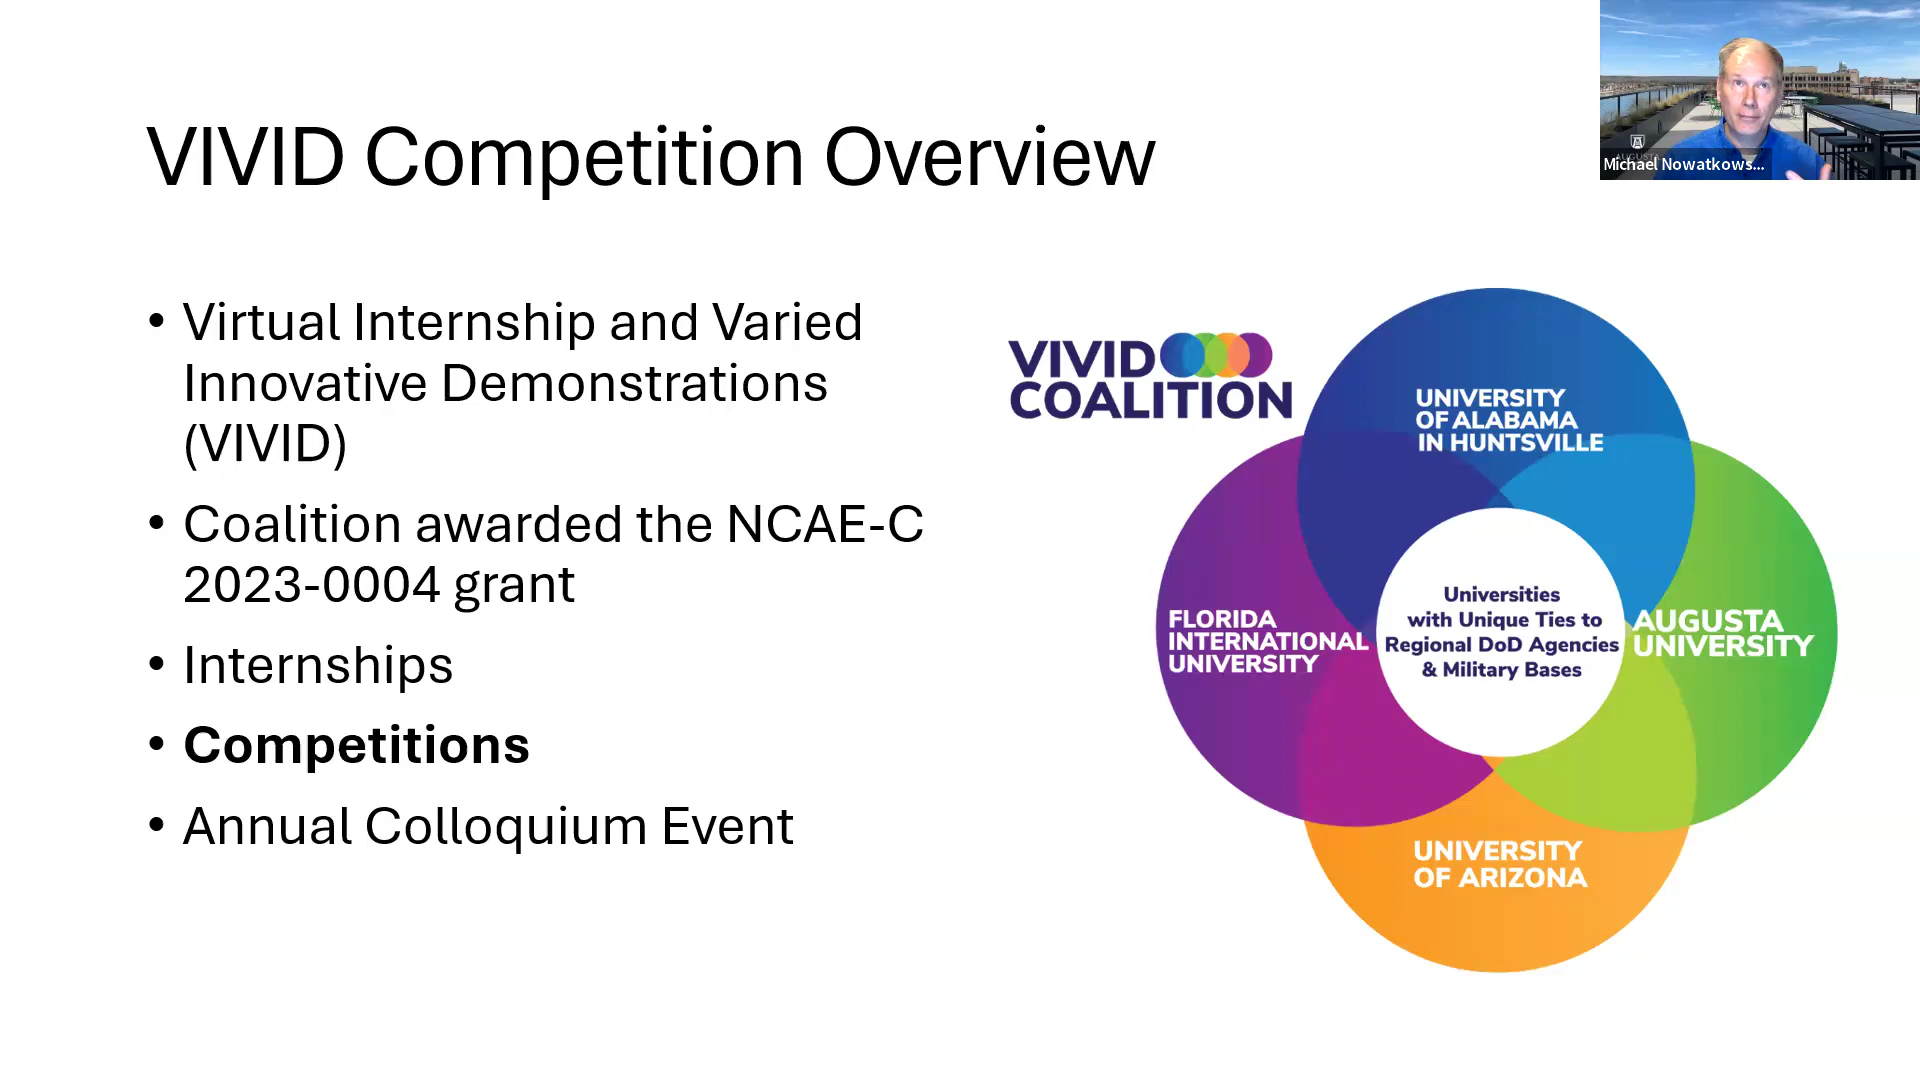 VIVID Competition Overview
Michael Nowatkows...
• Virtual Internship and Varied
Innovative Demonstrations
(VIVID)
• Coalition awarded the NCAE-C
2023-0004 grant
• Internships
• Competitions
• Annual Colloquium Event
VIVID
COALITION
UNIVERSITY
OF ALABAMA
IN HUNTSVILLE
FLORIDA
INTERNATIONAL
UNIVERSITY
Universities
with Unique Ties to
Regional DoD Agencies
& Military Bases
AUGUSTA
UNIVERSITY
UNIVERSITY
OF ARIZONA